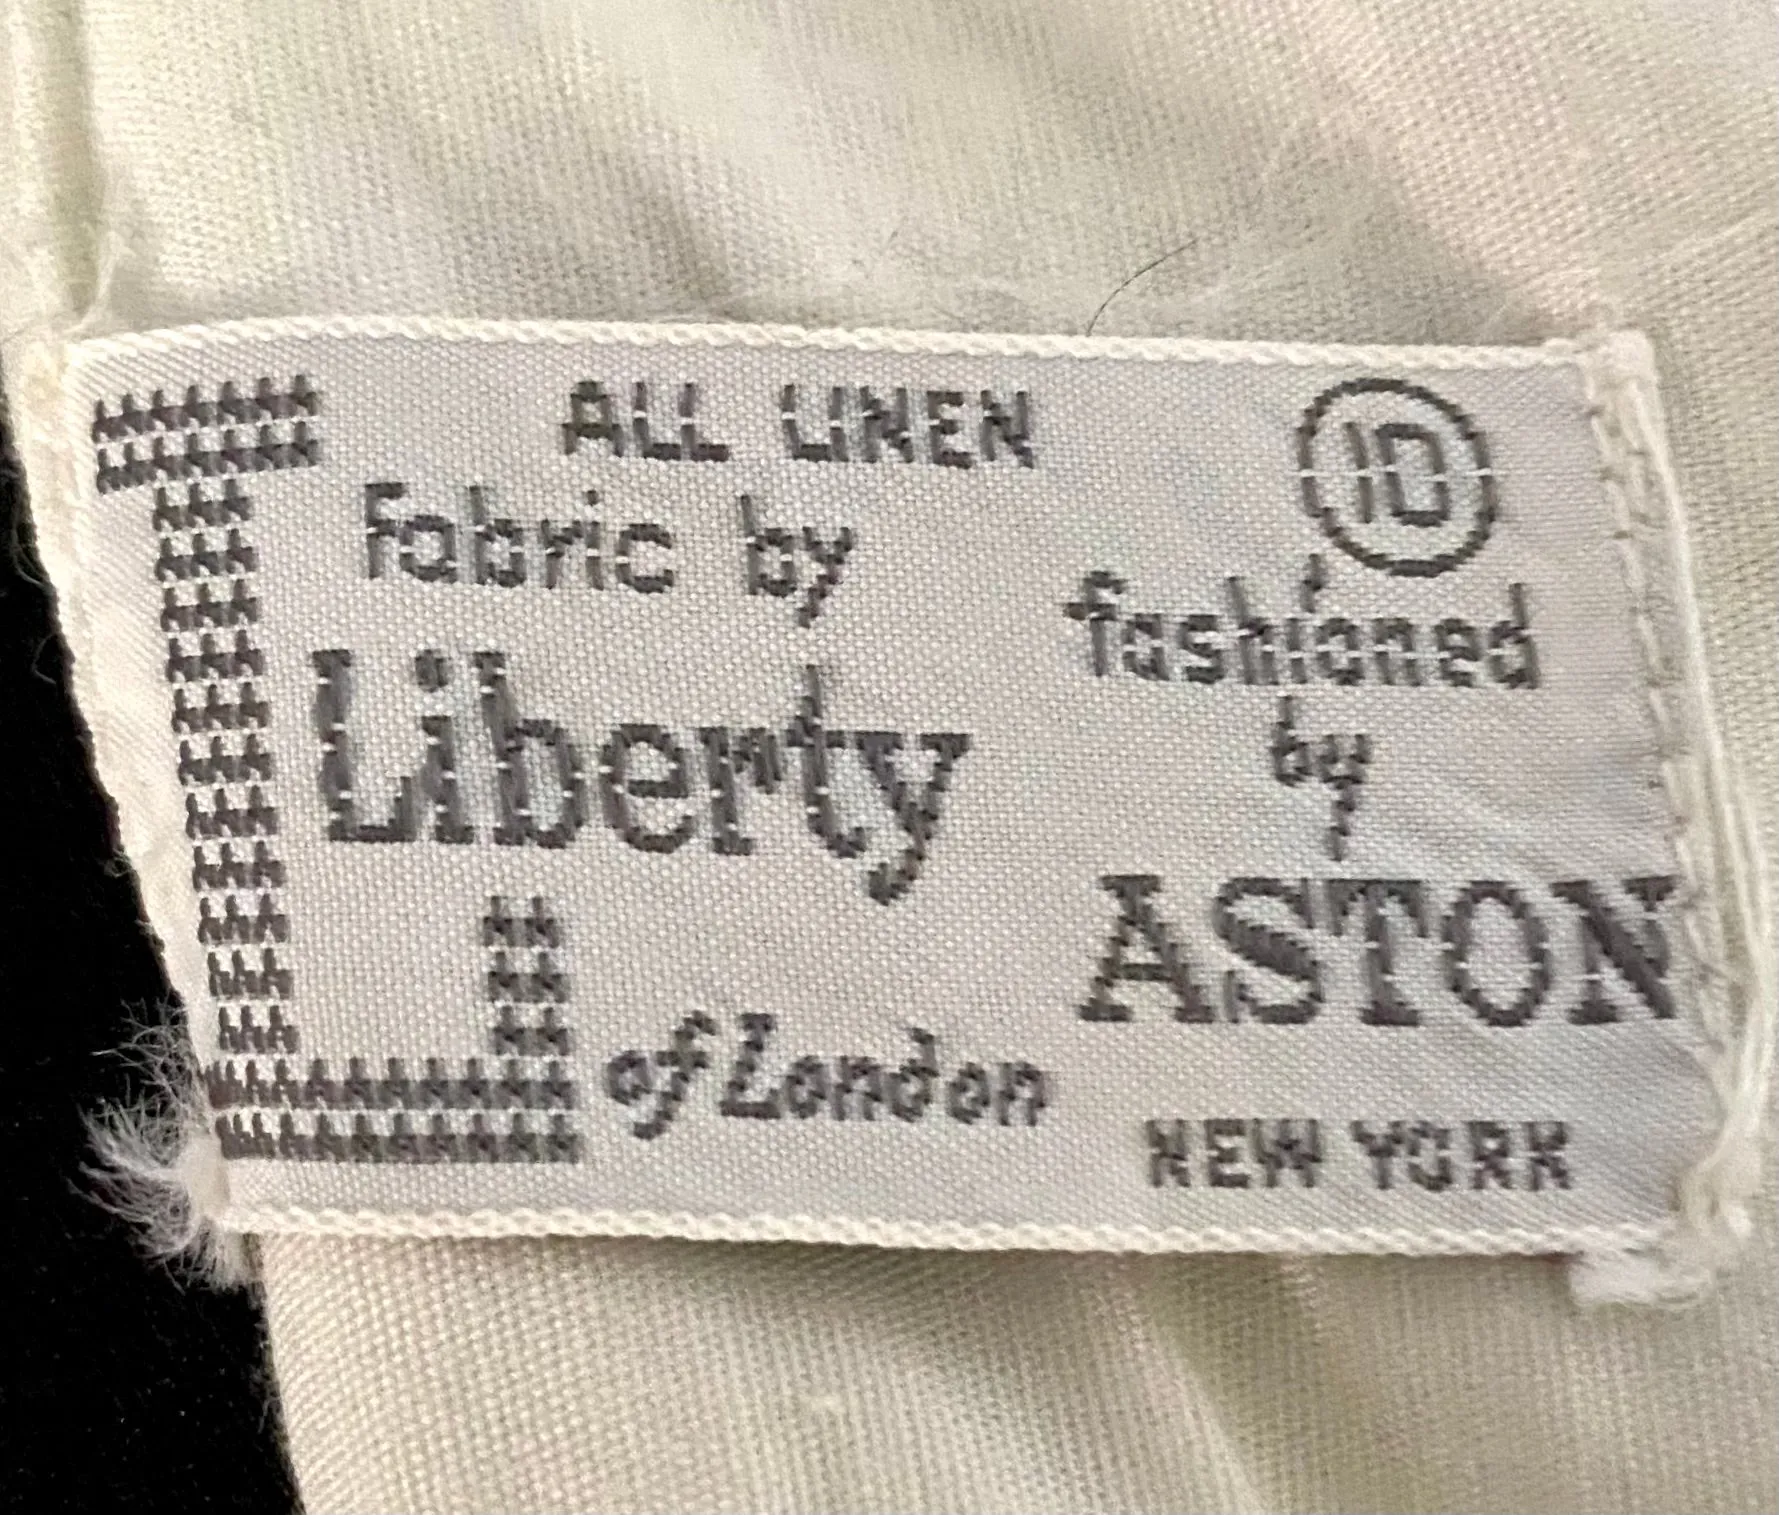 ALL LINEN
10
Fabric by
Liberty
of London
fashioned
by
ASTON
NEW YORK
L